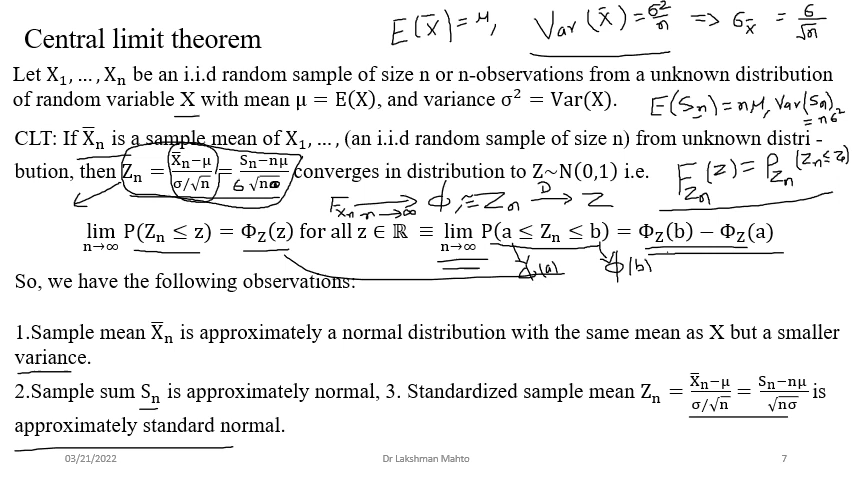 E(X̄)=μ, Var(X̄)=σ²/n ⇒ σ_X̄ = σ/√n
Central limit theorem
Let X₁, …, Xₙ be an i.i.d random sample of size n or n-observations from a unknown distribution
of random variable X with mean μ = E(X), and variance σ² = Var(X). E(Sₙ)=nμ, Var(Sₙ)
= nσ²
CLT: If X̄ₙ is a sample mean of X₁, …, (an i.i.d random sample of size n) from unknown distri -
bution, then Zₙ = (X̄ₙ−μ)/(σ/√n) = (Sₙ−nμ)/(σ√n) converges in distribution to Z~N(0,1) i.e. F_Zₙ(z) = P_Zₙ(Zₙ≤z)
F_Xₙ →n→∞ Φ, ≡ Zₙ →D Z
lim n→∞ P(Zₙ ≤ z) = Φ_Z(z) for all z ∈ ℝ ≡ lim n→∞ P(a ≤ Zₙ ≤ b) = Φ_Z(b) − Φ_Z(a)
Φ(a) Φ(b)
So, we have the following observations:
1.Sample mean X̄ₙ is approximately a normal distribution with the same mean as X but a smaller
variance.
2.Sample sum Sₙ is approximately normal, 3. Standardized sample mean Zₙ = (X̄ₙ−μ)/(σ/√n) = (Sₙ−nμ)/(√nσ) is
approximately standard normal.
03/21/2022 Dr Lakshman Mahto 7